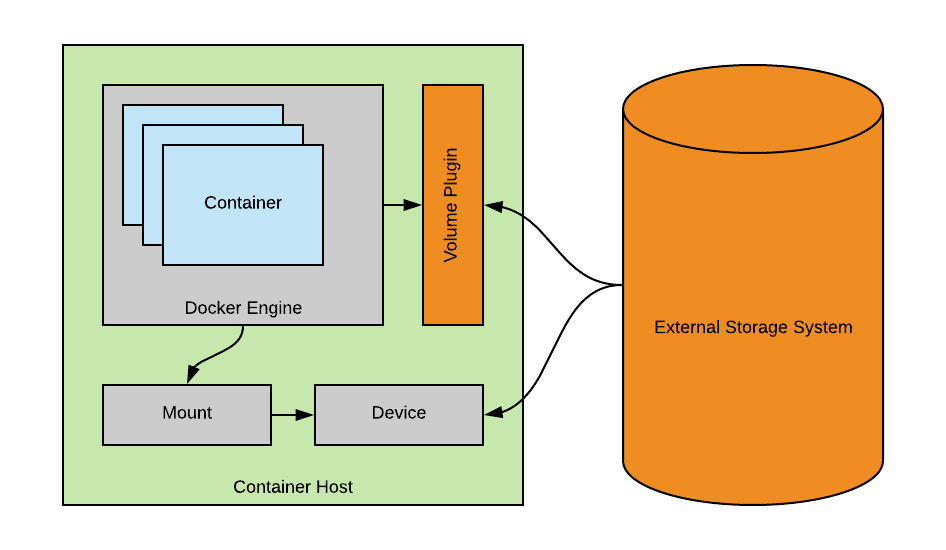 Container
Volume Plugin
Docker Engine
External Storage System
Mount
Device
Container Host